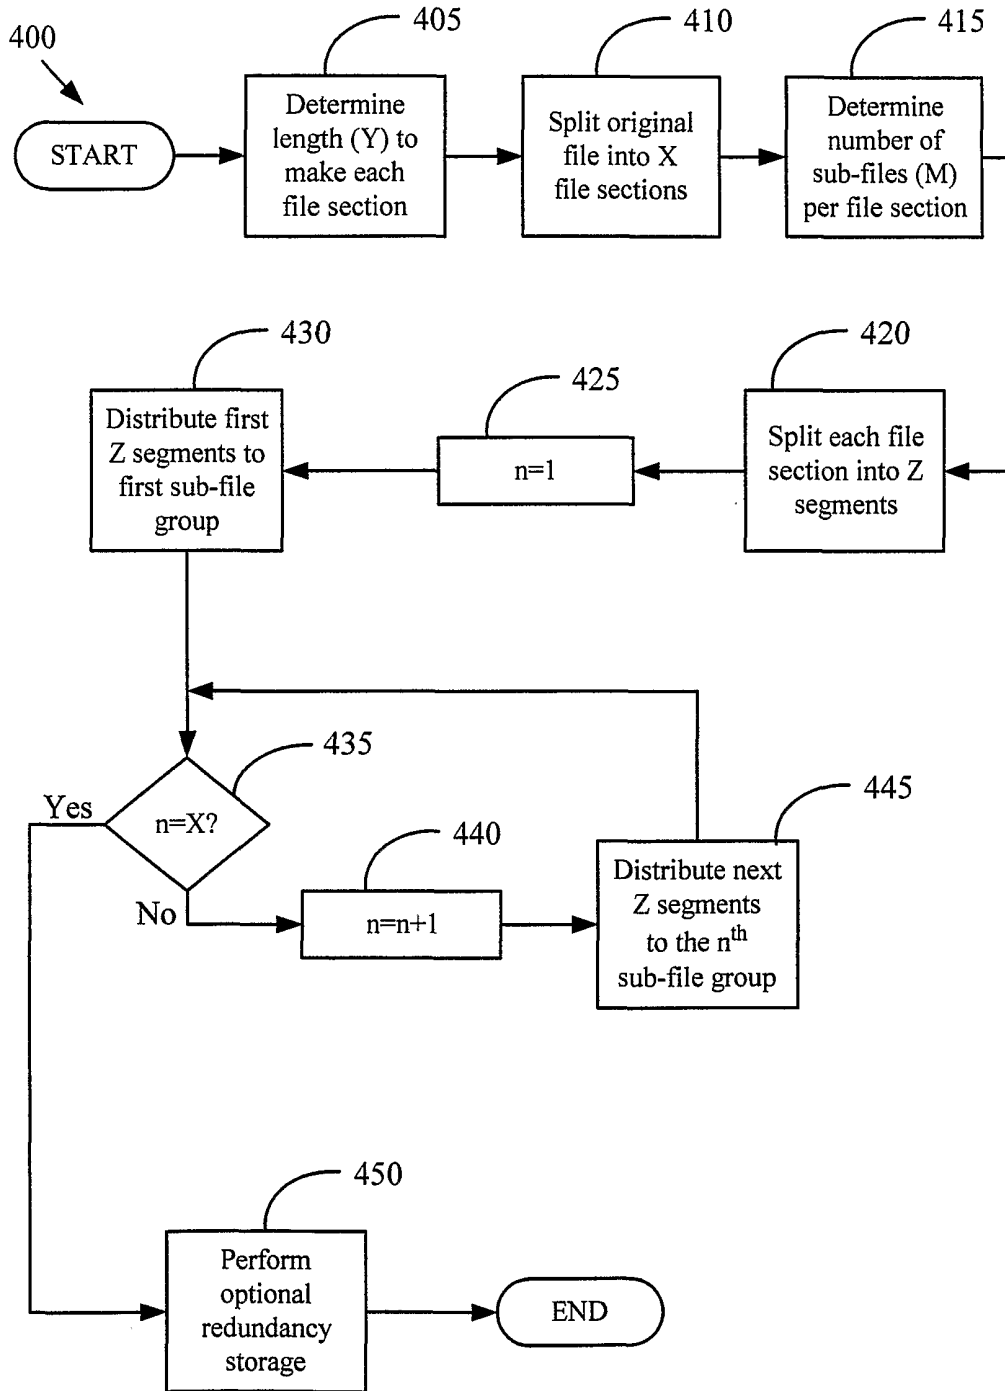 400
START
405
Determine
length (Y) to
make each
file section
410
Split original
file into X
file sections
415
Determine
number of
sub-files (M)
per file section
420
Split each file
section into Z
segments
425
n=1
430
Distribute first
Z segments to
first sub-file
group
435
n=X?
Yes
No
440
n=n+1
445
Distribute next
Z segments
to the nth
sub-file group
450
Perform
optional
redundancy
storage
END